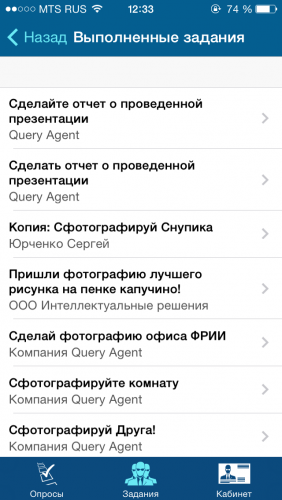 MTS RUS 12:33 74 %
Назад Выполненные задания
Сделайте отчет о проведенной
презентации
Query Agent
Сделать отчет о проведенной
презентации
Query Agent
Копия: Сфотографируй Снупика
Юрченко Сергей
Пришли фотографию лучшего
рисунка на пенке капучино!
ООО Интеллектуальные решения
Сделай фотографию офиса ФРИИ
Компания Query Agent
Сфотографируйте комнату
Компания Query Agent
Сфотографируй Друга!
Компания Query Agent
Опросы Задания Кабинет